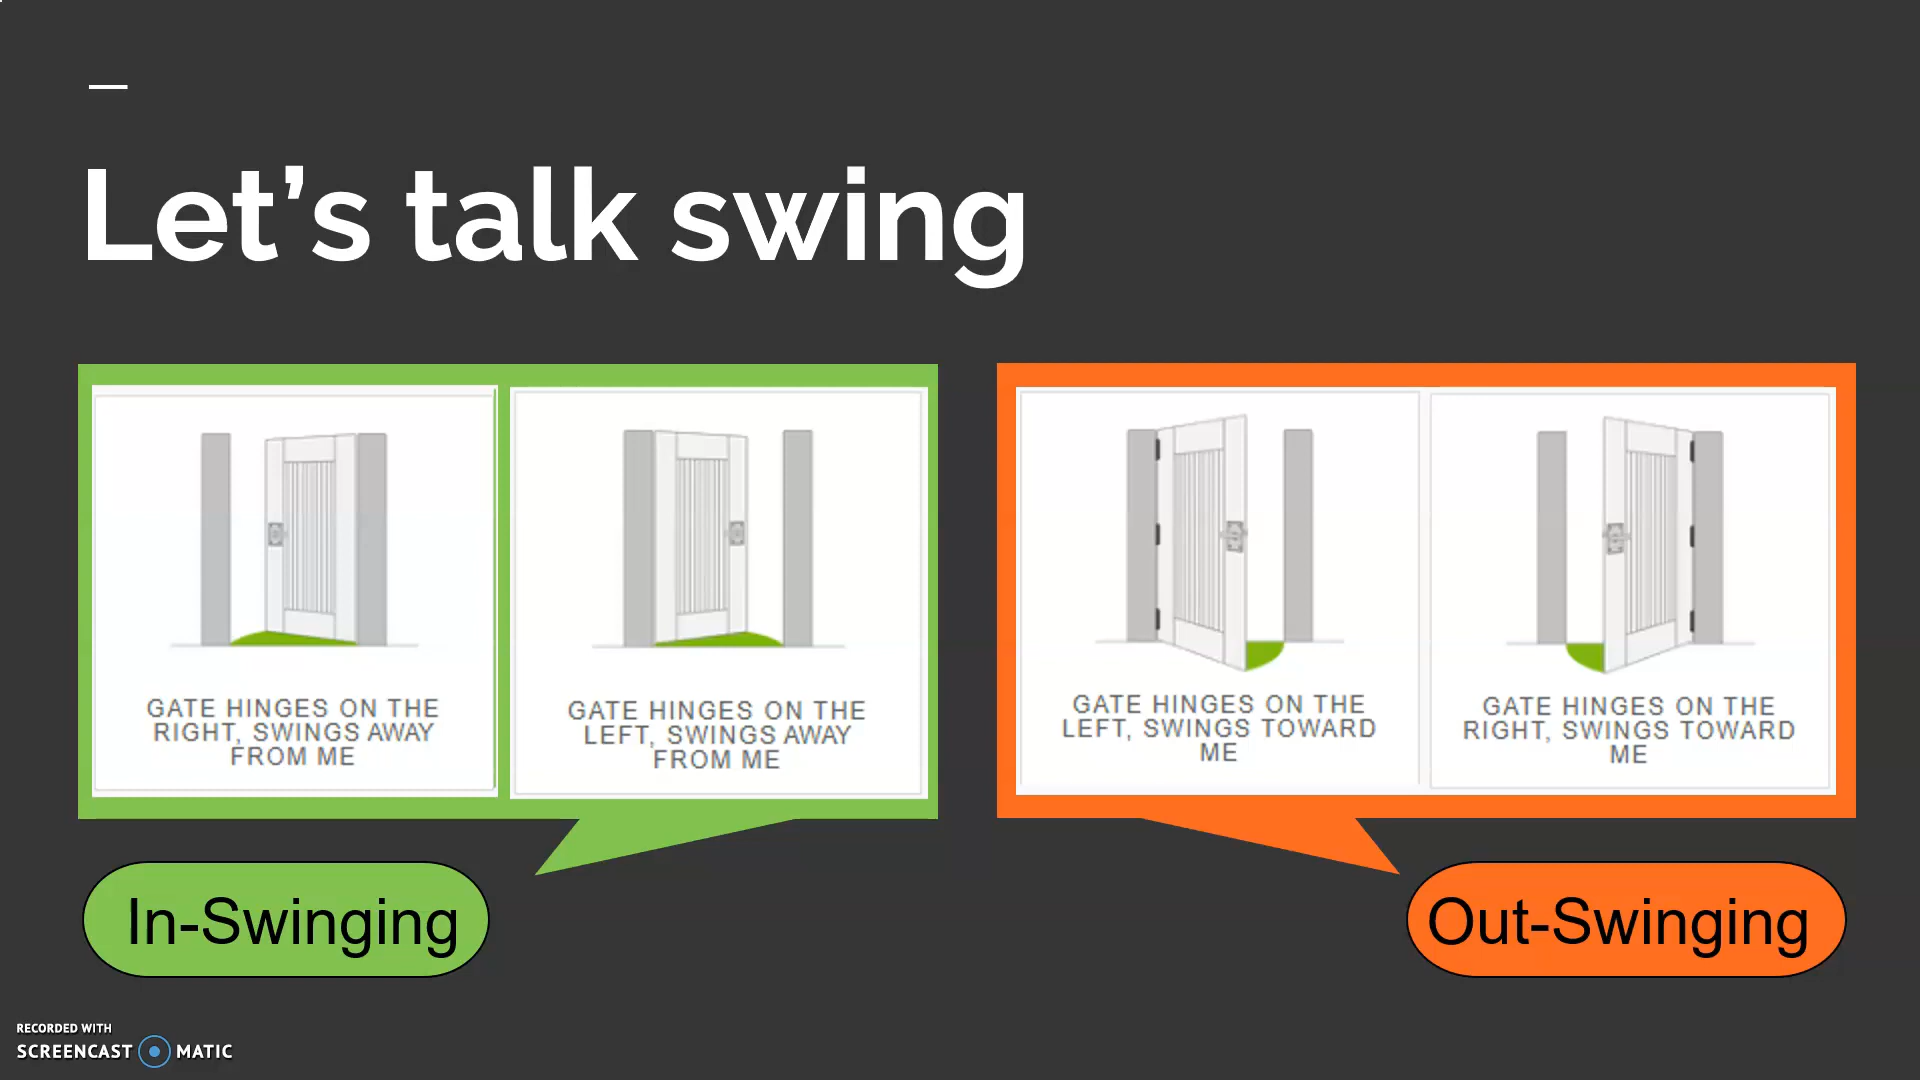 Let’s talk swing
GATE HINGES ON THE
RIGHT, SWINGS AWAY
FROM ME
GATE HINGES ON THE
LEFT, SWINGS AWAY
FROM ME
GATE HINGES ON THE
LEFT, SWINGS TOWARD
ME
GATE HINGES ON THE
RIGHT, SWINGS TOWARD
ME
In-Swinging
Out-Swinging
RECORDED WITH
SCREENCAST MATIC